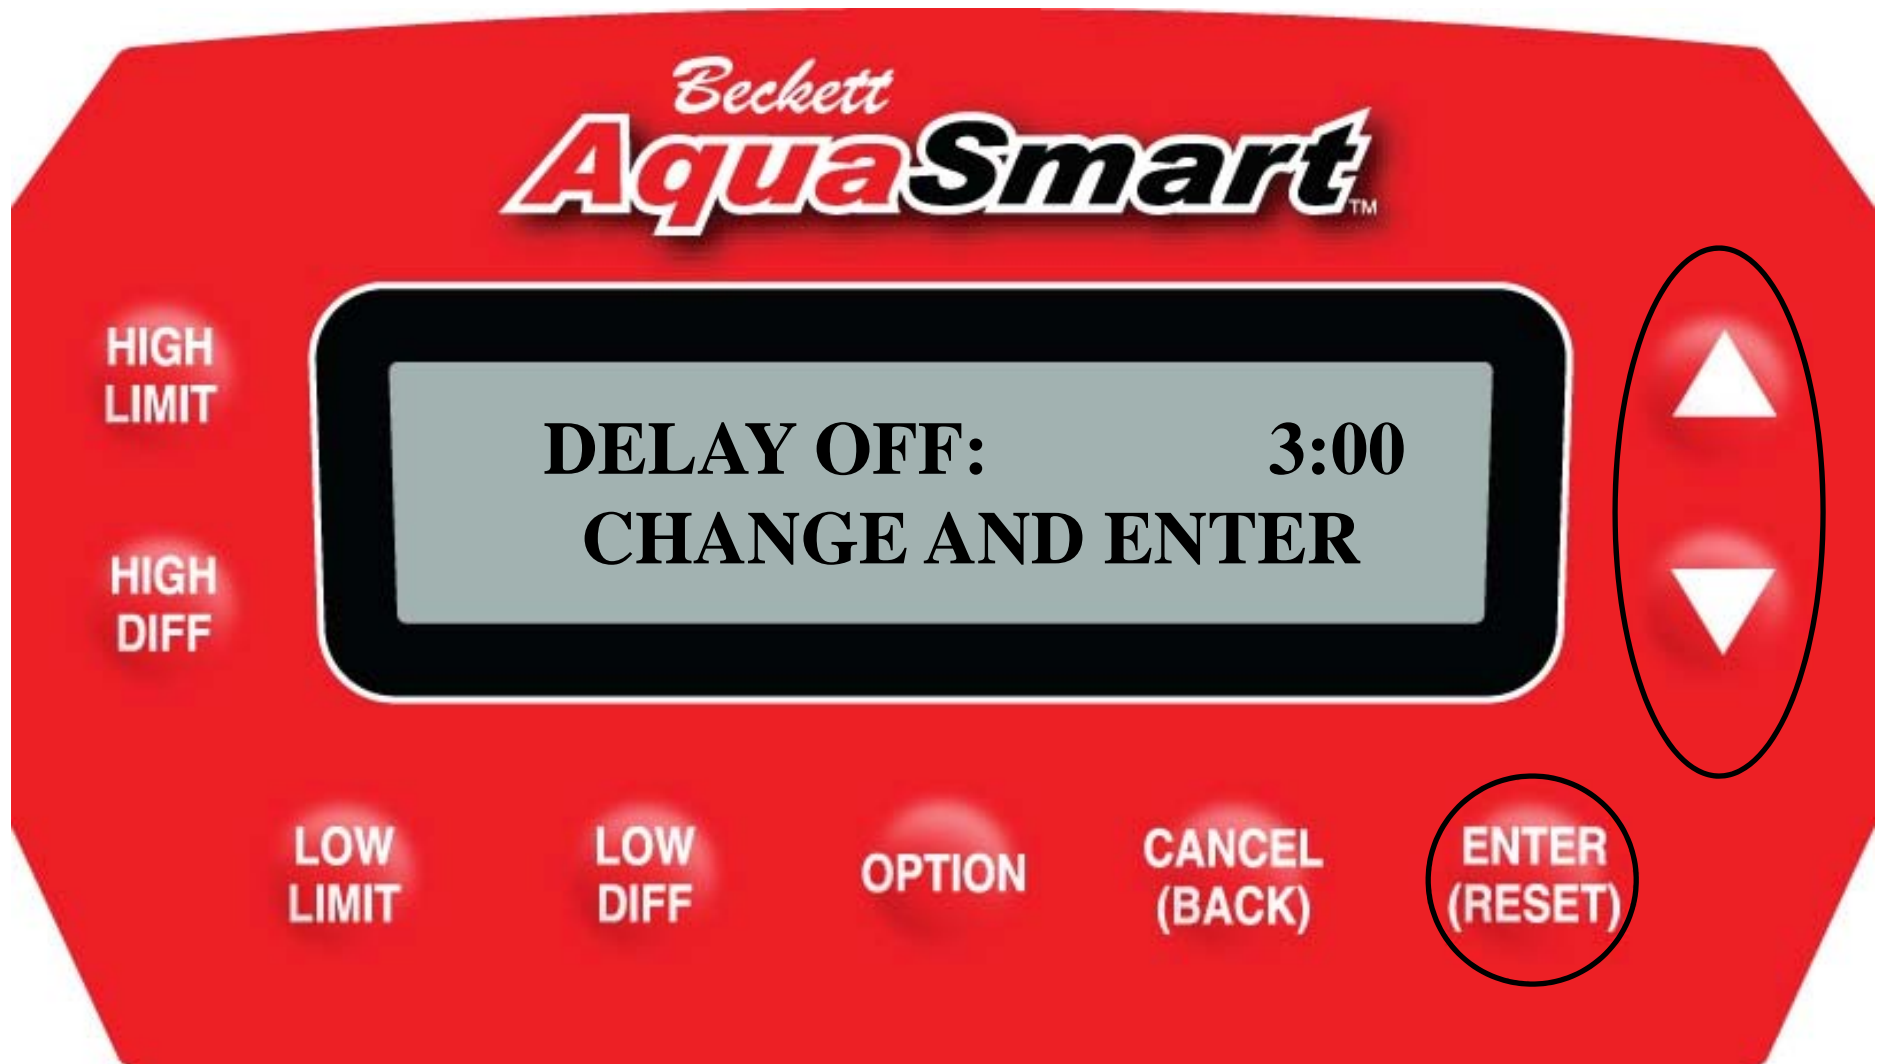 Beckett
AquaSmart™
HIGH
LIMIT
DELAY OFF: 3:00
CHANGE AND ENTER
HIGH
DIFF
LOW
LIMIT
LOW
DIFF
OPTION
CANCEL
(BACK)
ENTER
(RESET)